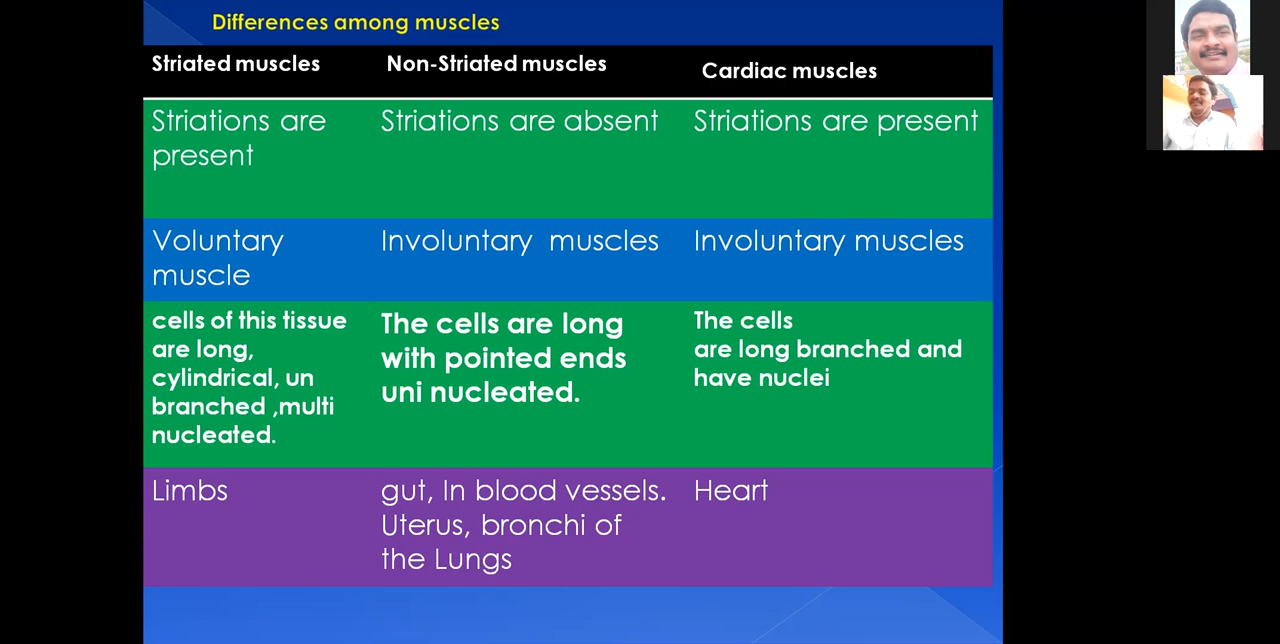 Differences among muscles
Striated muscles
Non-Striated muscles
Cardiac muscles
Striations are
present
Striations are absent
Striations are present
Voluntary
muscle
Involuntary muscles
Involuntary muscles
cells of this tissue
are long,
cylindrical, un
branched ,multi
nucleated.
The cells are long
with pointed ends
uni nucleated.
The cells
are long branched and
have nuclei
Limbs
gut, In blood vessels.
Uterus, bronchi of
the Lungs
Heart